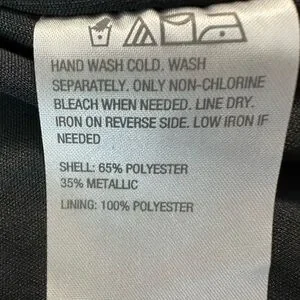 HAND WASH COLD. WASH
SEPARATELY. ONLY NON-CHLORINE
BLEACH WHEN NEEDED. LINE DRY.
IRON ON REVERSE SIDE. LOW IRON IF
NEEDED
SHELL: 65% POLYESTER
35% METALLIC
LINING: 100% POLYESTER